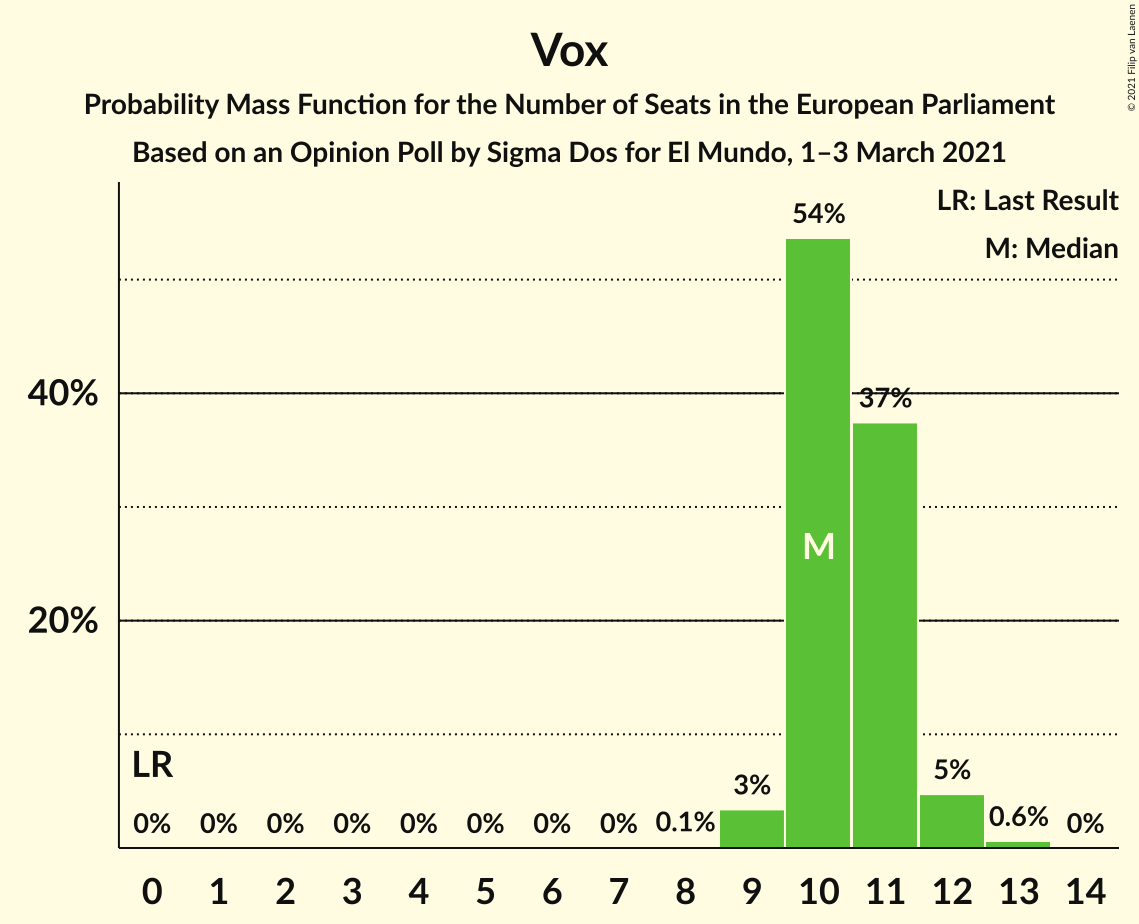 Vox
Probability Mass Function for the Number of Seats in the European Parliament
Based on an Opinion Poll by Sigma Dos for El Mundo, 1–3 March 2021
© 2021 Filip van Laenen
LR: Last Result
M: Median
54%
40%
37%
M
20%
LR
0% 0% 0% 0% 0% 0% 0% 0% 0.1% 3% 5% 0.6% 0%
0 1 2 3 4 5 6 7 8 9 10 11 12 13 14